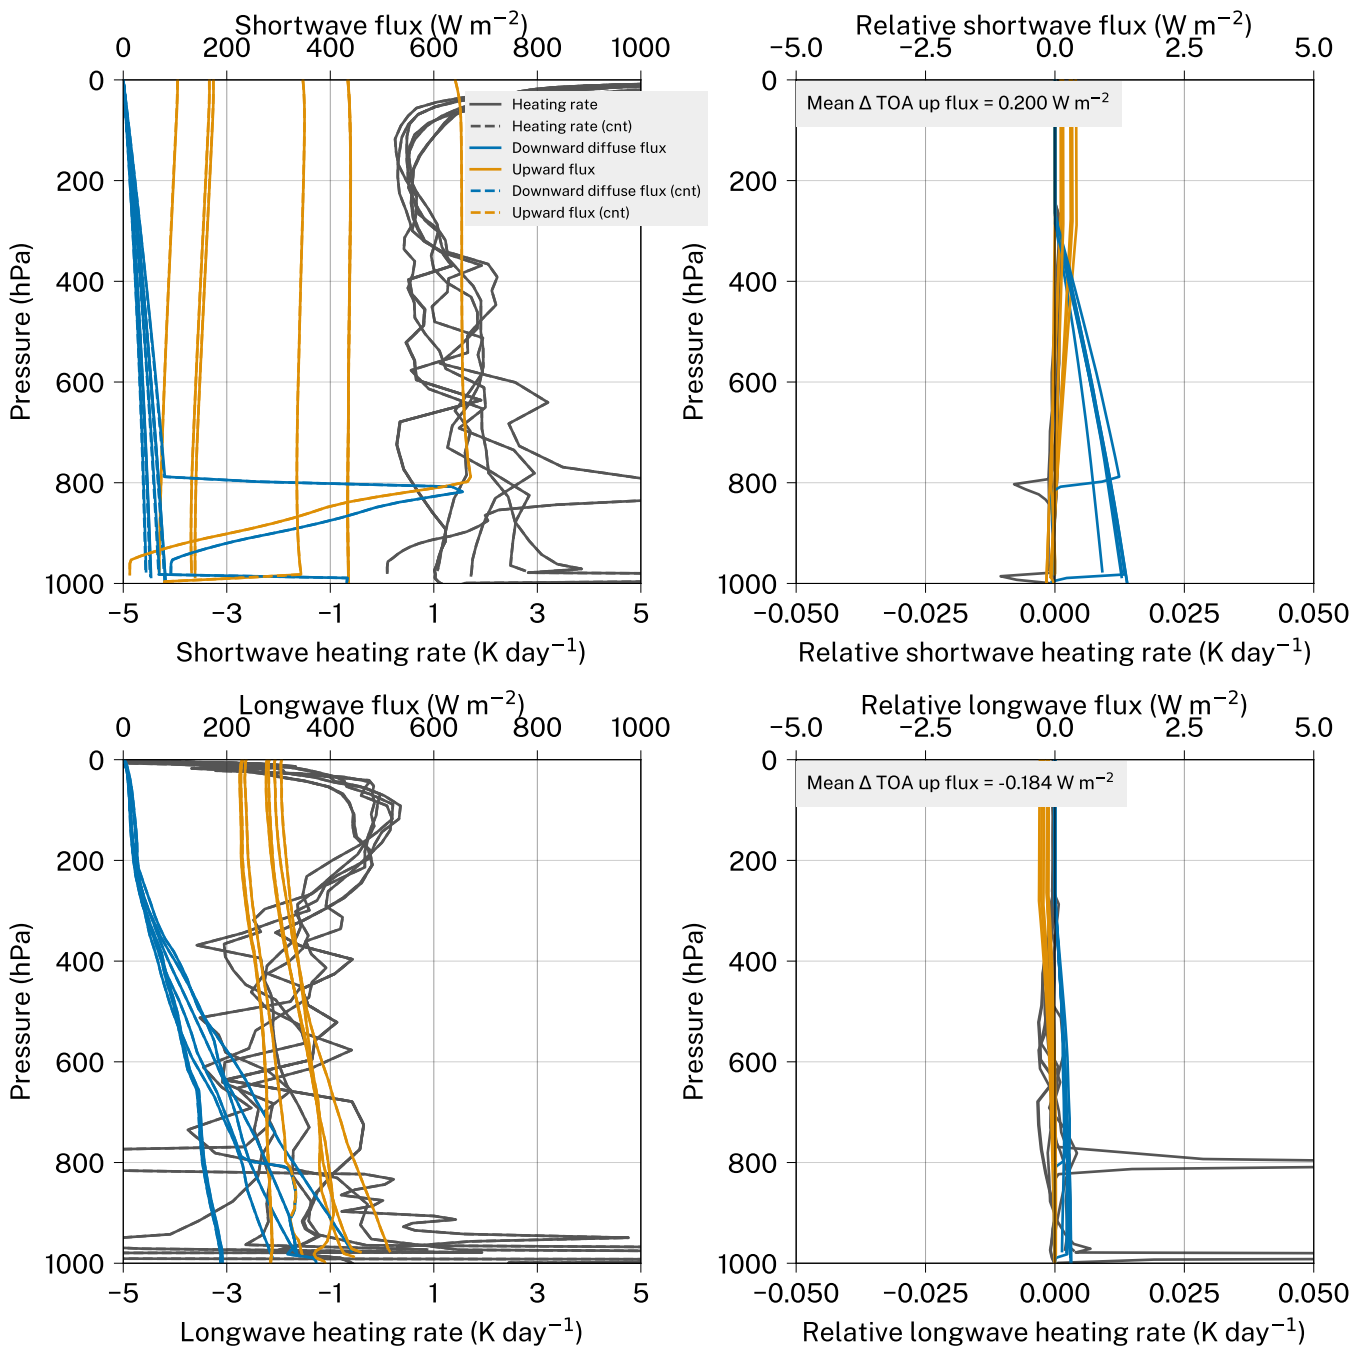 Shortwave flux (W m⁻²)
0 200 400 600 800 1000
0
200
400
600
800
1000
Pressure (hPa)
Heating rate
Heating rate (cnt)
Downward diffuse flux
Upward flux
Downward diffuse flux (cnt)
Upward flux (cnt)
−5 −3 −1 1 3 5
Shortwave heating rate (K day⁻¹)
Relative shortwave flux (W m⁻²)
−5.0 −2.5 0.0 2.5 5.0
0
200
400
600
800
1000
Pressure (hPa)
Mean Δ TOA up flux = 0.200 W m⁻²
−0.050 −0.025 0.000 0.025 0.050
Relative shortwave heating rate (K day⁻¹)
Longwave flux (W m⁻²)
0 200 400 600 800 1000
0
200
400
600
800
1000
Pressure (hPa)
−5 −3 −1 1 3 5
Longwave heating rate (K day⁻¹)
Relative longwave flux (W m⁻²)
−5.0 −2.5 0.0 2.5 5.0
0
200
400
600
800
1000
Pressure (hPa)
Mean Δ TOA up flux = -0.184 W m⁻²
−0.050 −0.025 0.000 0.025 0.050
Relative longwave heating rate (K day⁻¹)